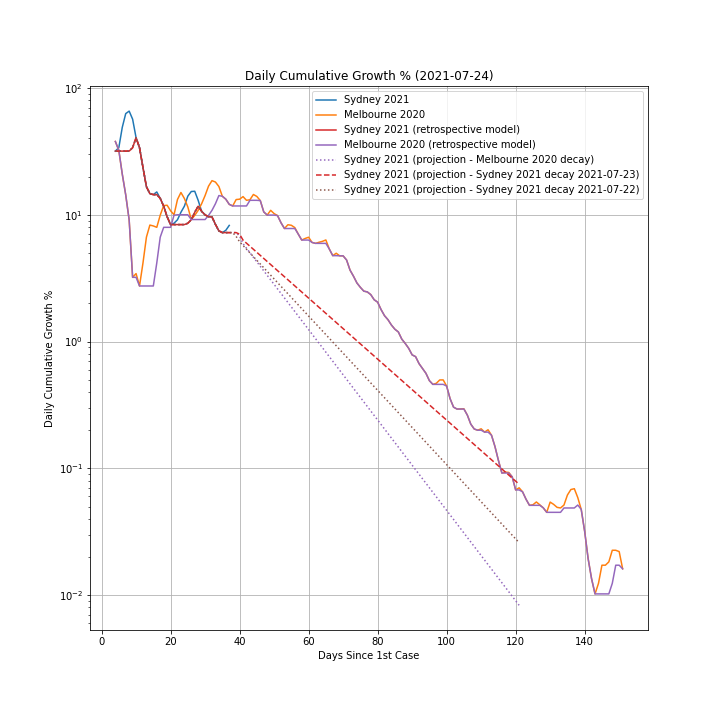 Daily Cumulative Growth % (2021-07-24)
Sydney 2021
Melbourne 2020
Sydney 2021 (retrospective model)
Melbourne 2020 (retrospective model)
Sydney 2021 (projection - Melbourne 2020 decay)
Sydney 2021 (projection - Sydney 2021 decay 2021-07-23)
Sydney 2021 (projection - Sydney 2021 decay 2021-07-22)
Daily Cumulative Growth %
10²
10¹
10⁰
10⁻¹
10⁻²
0 20 40 60 80 100 120 140
Days Since 1st Case